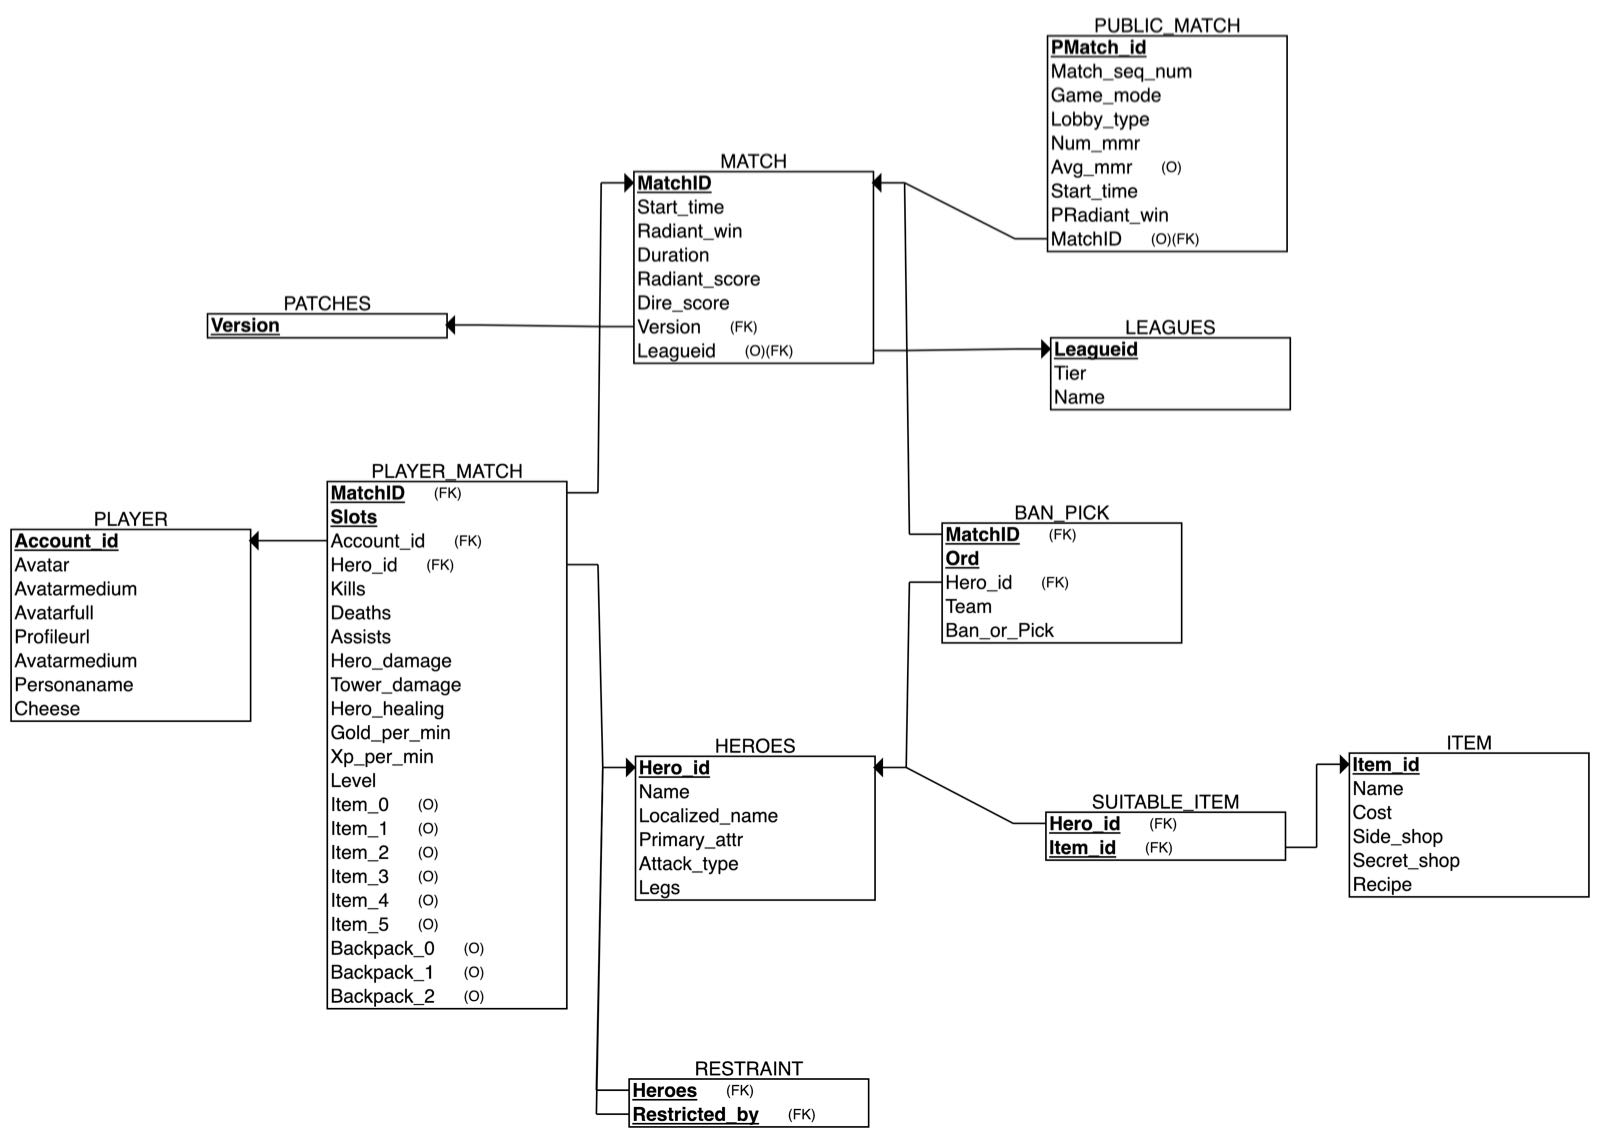 PUBLIC_MATCH
PMatch_id
Match_seq_num
Game_mode
Lobby_type
Num_mmr
Avg_mmr (O)
Start_time
PRadiant_win
MatchID (O)(FK)
MATCH
MatchID
Start_time
Radiant_win
Duration
Radiant_score
Dire_score
Version (FK)
Leagueid (O)(FK)
PATCHES
Version
LEAGUES
Leagueid
Tier
Name
PLAYER_MATCH
MatchID (FK)
Slots
Account_id (FK)
Hero_id (FK)
Kills
Deaths
Assists
Hero_damage
Tower_damage
Hero_healing
Gold_per_min
Xp_per_min
Level
Item_0 (O)
Item_1 (O)
Item_2 (O)
Item_3 (O)
Item_4 (O)
Item_5 (O)
Backpack_0 (O)
Backpack_1 (O)
Backpack_2 (O)
PLAYER
Account_id
Avatar
Avatarmedium
Avatarfull
Profileurl
Avatarmedium
Personaname
Cheese
BAN_PICK
MatchID (FK)
Ord
Hero_id (FK)
Team
Ban_or_Pick
HEROES
Hero_id
Name
Localized_name
Primary_attr
Attack_type
Legs
SUITABLE_ITEM
Hero_id (FK)
Item_id (FK)
ITEM
Item_id
Name
Cost
Side_shop
Secret_shop
Recipe
RESTRAINT
Heroes (FK)
Restricted_by (FK)